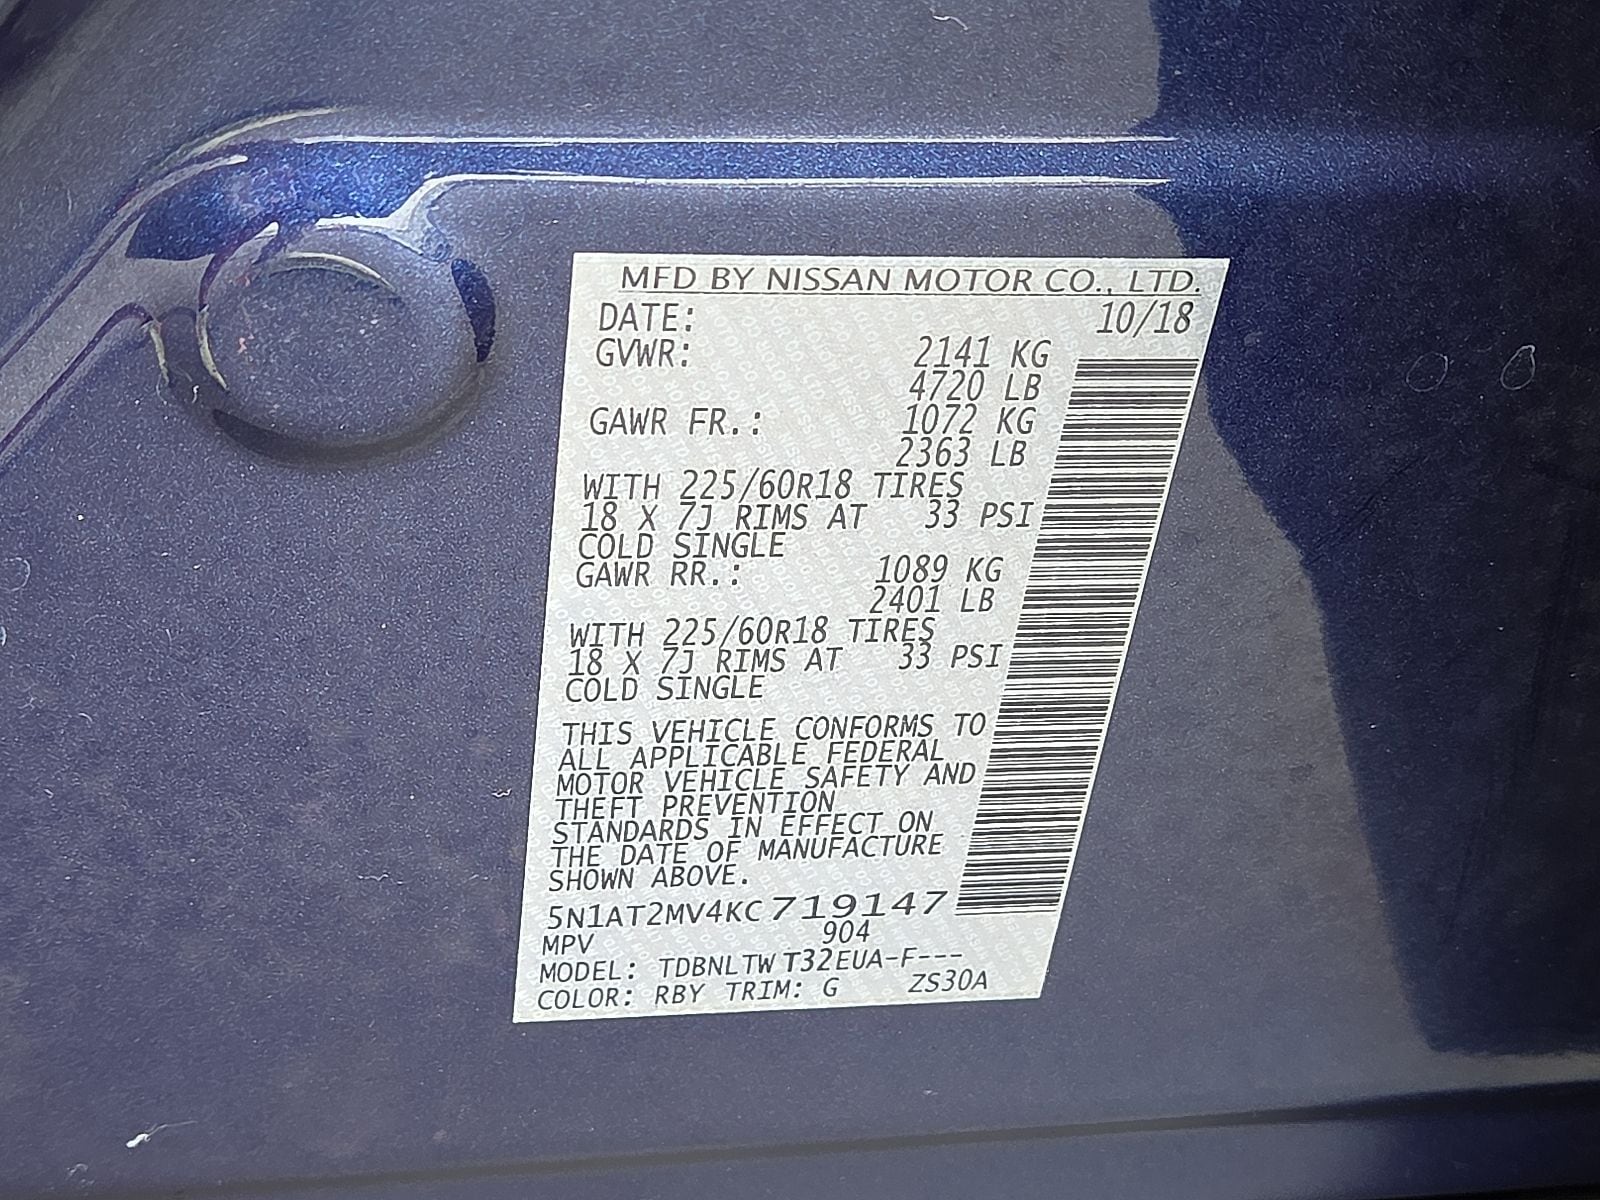 MFD BY NISSAN MOTOR CO., LTD.
DATE: 10/18
GVWR: 2141 KG
4720 LB
GAWR FR.: 1072 KG
2363 LB
WITH 225/60R18 TIRES
18 X 7J RIMS AT 33 PSI
COLD SINGLE
GAWR RR.: 1089 KG
2401 LB
WITH 225/60R18 TIRES
18 X 7J RIMS AT 33 PSI
COLD SINGLE
THIS VEHICLE CONFORMS TO
ALL APPLICABLE FEDERAL
MOTOR VEHICLE SAFETY AND
THEFT PREVENTION
STANDARDS IN EFFECT ON
THE DATE OF MANUFACTURE
SHOWN ABOVE.
5N1AT2MV4KC719147
MPV 904
MODEL: TDBNLTWT32EUA-F---
COLOR: RBY TRIM: G ZS30A